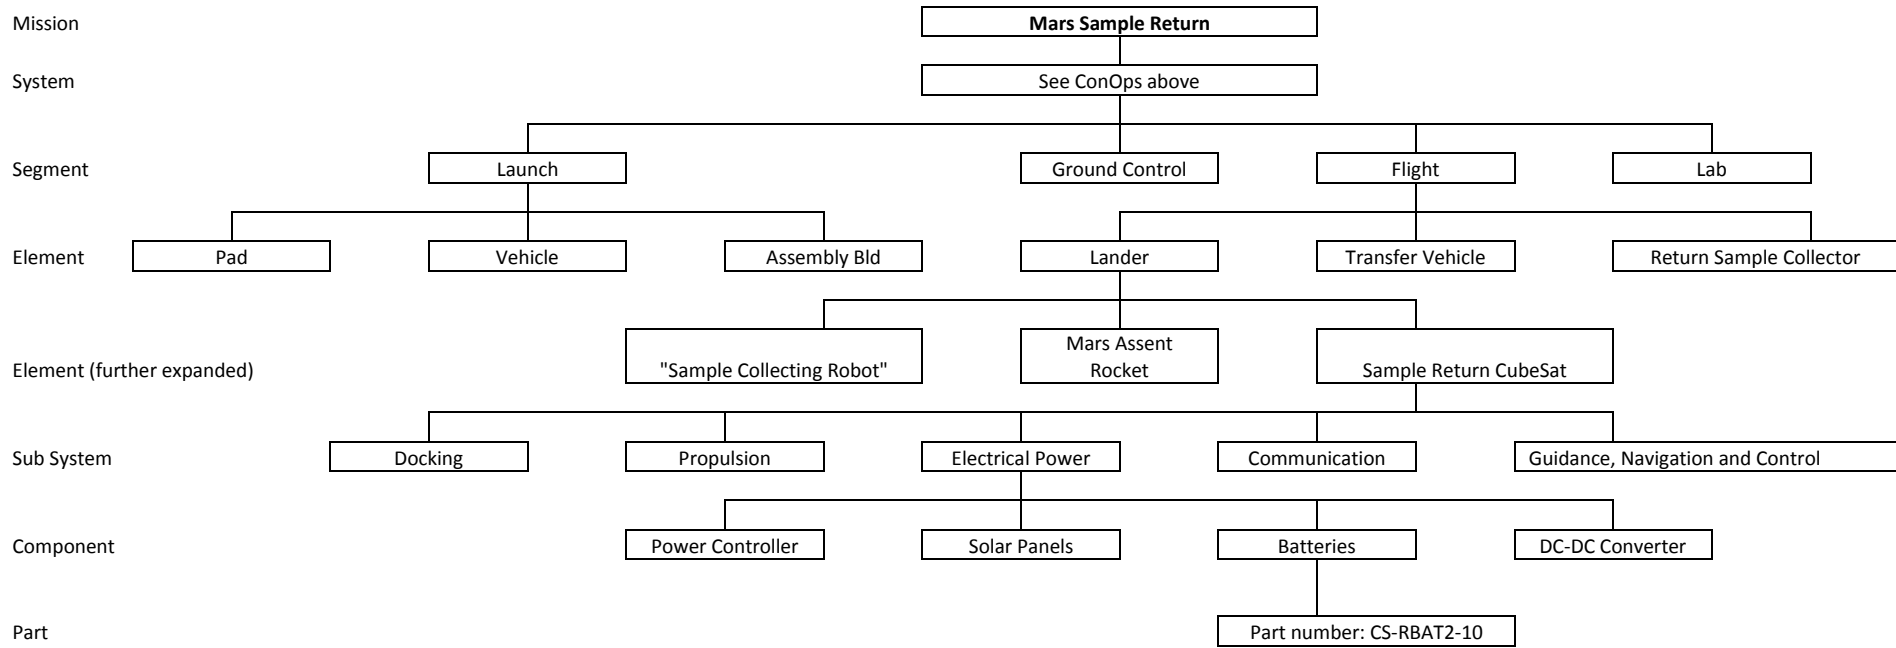 Mission
Mars Sample Return
System
See ConOps above
Segment
Launch
Ground Control
Flight
Lab
Element
Pad
Vehicle
Assembly Bld
Lander
Transfer Vehicle
Return Sample Collector
Element (further expanded)
"Sample Collecting Robot"
Mars Assent
Rocket
Sample Return CubeSat
Sub System
Docking
Propulsion
Electrical Power
Communication
Guidance, Navigation and Control
Component
Power Controller
Solar Panels
Batteries
DC-DC Converter
Part
Part number: CS-RBAT2-10